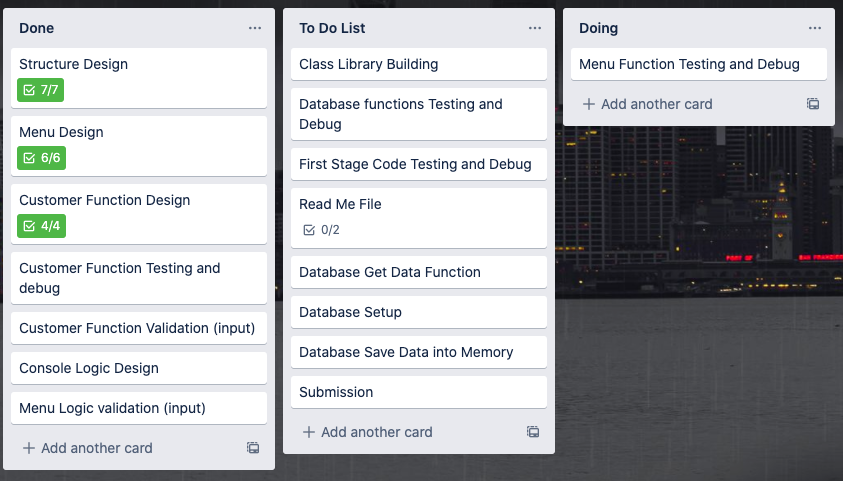 Done
Structure Design
7/7
Menu Design
6/6
Customer Function Design
4/4
Customer Function Testing and
debug
Customer Function Validation (input)
Console Logic Design
Menu Logic validation (input)
Add another card
To Do List
Class Library Building
Database functions Testing and
Debug
First Stage Code Testing and Debug
Read Me File
0/2
Database Get Data Function
Database Setup
Database Save Data into Memory
Submission
Add another card
Doing
Menu Function Testing and Debug
Add another card
PORT OF
SAN FRANCISCO